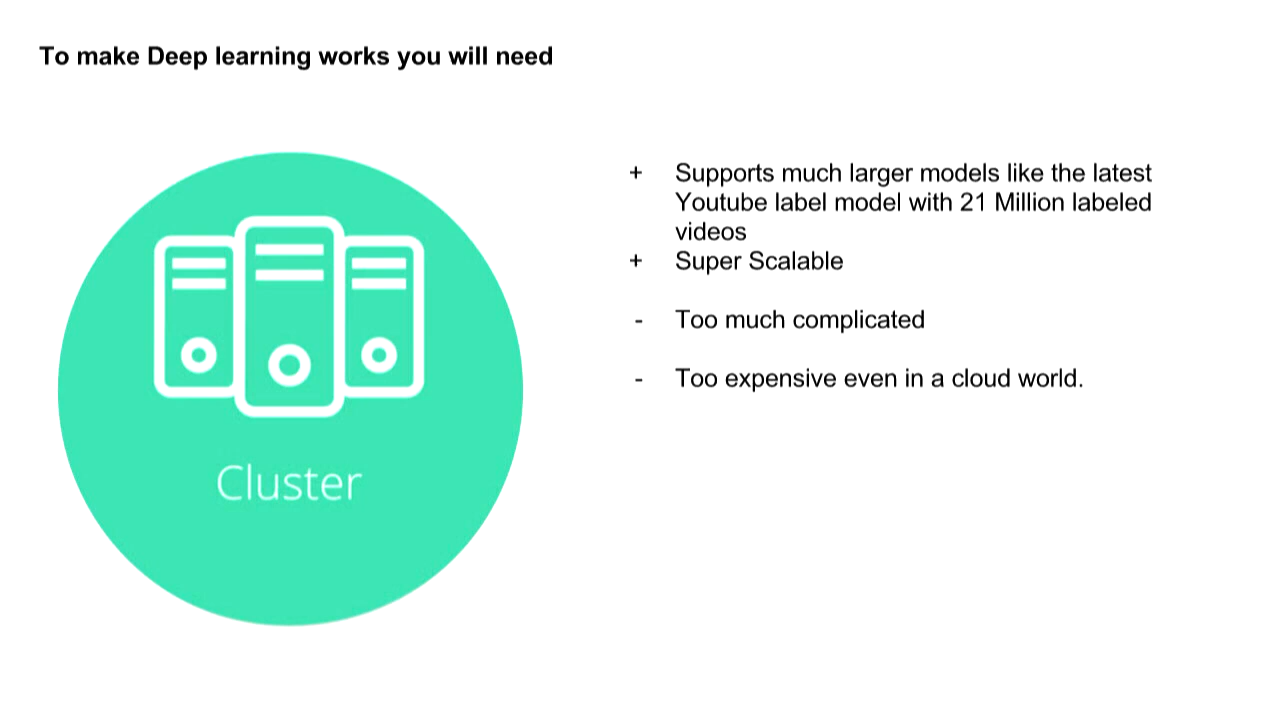 To make Deep learning works you will need
Cluster
+ Supports much larger models like the latest
Youtube label model with 21 Million labeled
videos
+ Super Scalable
- Too much complicated
- Too expensive even in a cloud world.